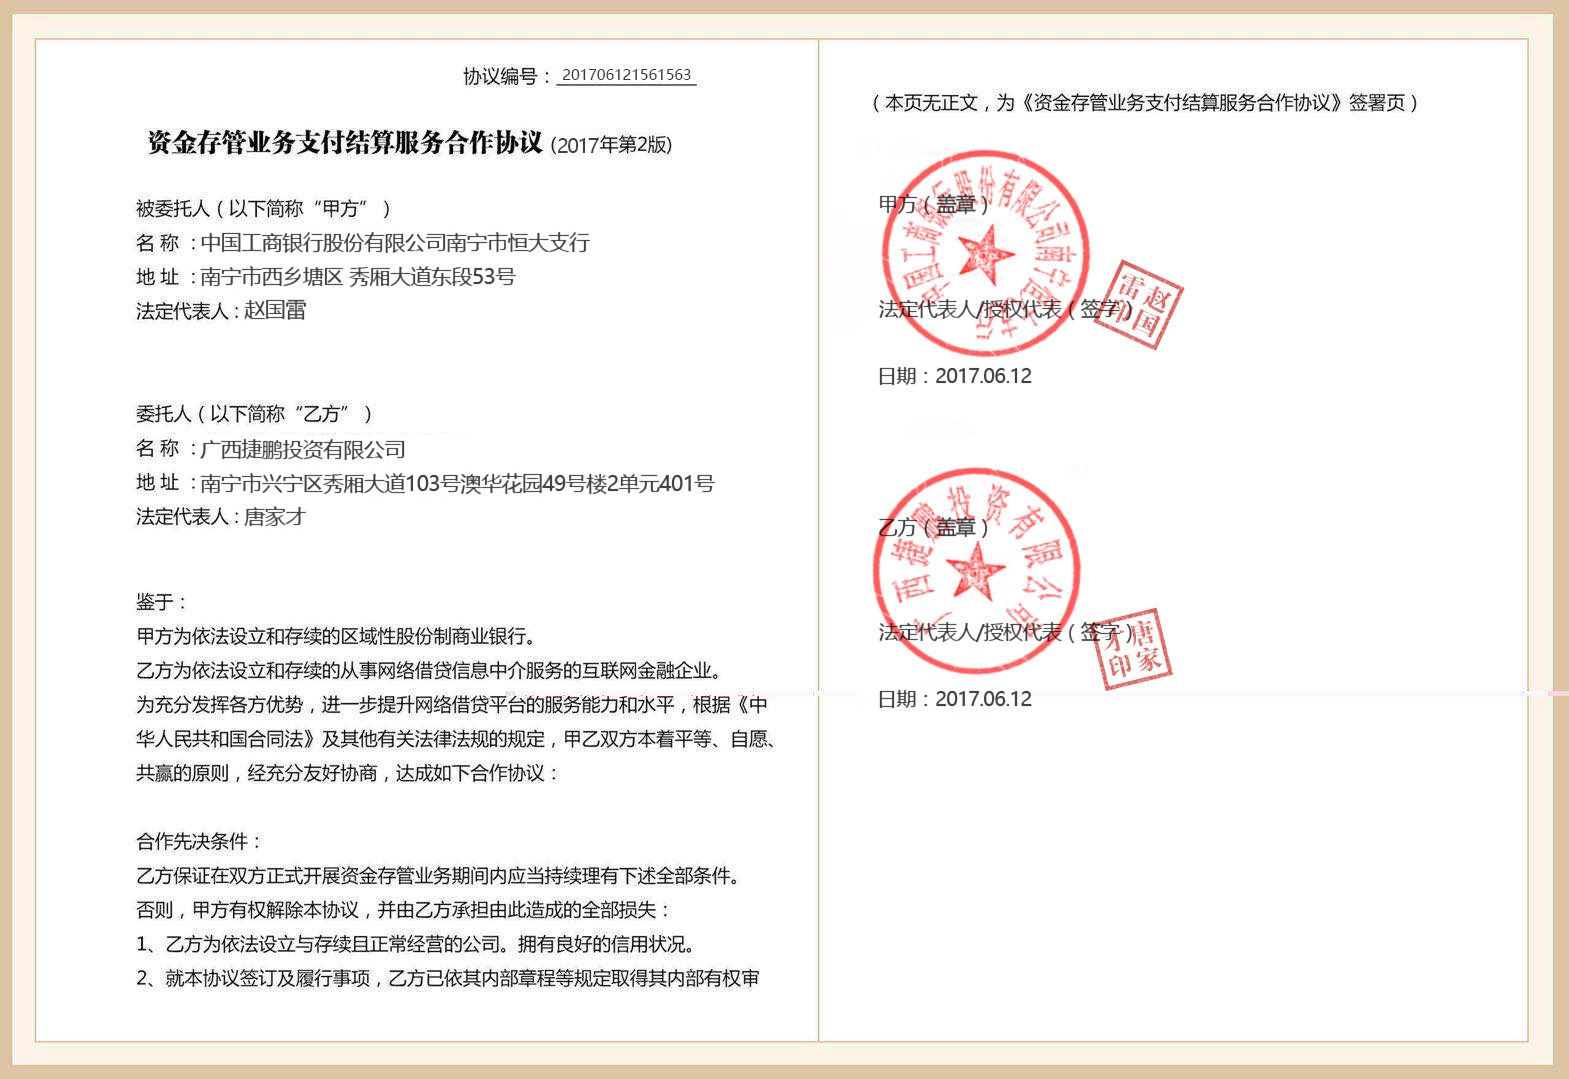 协议编号：201706121561563
资金存管业务支付结算服务合作协议 (2017年第2版)
被委托人（以下简称“甲方” ）
名 称 ：中国工商银行股份有限公司南宁市恒大支行
地 址 ：南宁市西乡塘区 秀厢大道东段53号
法定代表人：赵国雷
委托人（以下简称“乙方” ）
名 称 ：广西捷鹏投资有限公司
地 址 ：南宁市兴宁区秀厢大道103号澳华花园49号楼2单元401号
法定代表人：唐家才
鉴于：
甲方为依法设立和存续的区域性股份制商业银行。
乙方为依法设立和存续的从事网络借贷信息中介服务的互联网金融企业。
为充分发挥各方优势，进一步提升网络借贷平台的服务能力和水平，根据《中
华人民共和国合同法》及其他有关法律法规的规定，甲乙双方本着平等、自愿、
共赢的原则，经充分友好协商，达成如下合作协议：
合作先决条件：
乙方保证在双方正式开展资金存管业务期间内应当持续理有下述全部条件。
否则，甲方有权解除本协议，并由乙方承担由此造成的全部损失：
1、乙方为依法设立与存续且正常经营的公司。拥有良好的信用状况。
2、就本协议签订及履行事项，乙方已依其内部章程等规定取得其内部有权审
（本页无正文，为《资金存管业务支付结算服务合作协议》签署页）
甲方（盖章）
中国工商银行股份有限公司南宁恒大支行
法定代表人/授权代表（签字）
赵国雷印
日期：2017.06.12
乙方（盖章）
广西捷鹏投资有限公司
法定代表人/授权代表（签字）
唐家才印
日期：2017.06.12